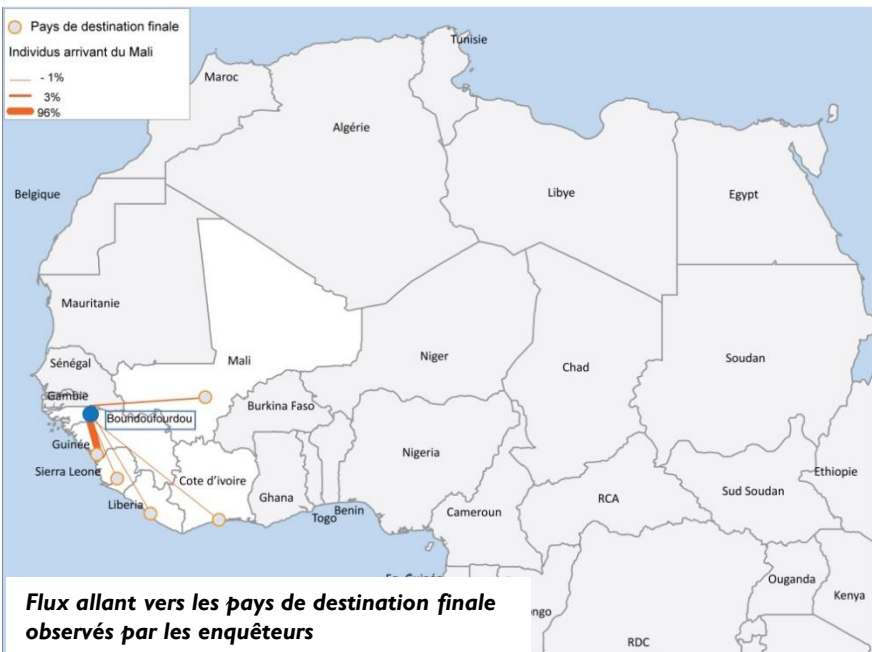 Pays de destination finale
Individus arrivant du Mali
- 1%
3%
96%
Tunisie
Maroc
Algérie
Libye
Egypt
Belgique
Mauritanie
Mali
Niger
Chad
Soudan
Sénégal
Gambie
Boundoufourdou
Burkina Faso
Guinée
Sierra Leone
Cote d'ivoire
Nigeria
Ethiopie
Liberia
Ghana
Togo
Benin
Cameroun
RCA
Sud Soudan
Ouganda
Kenya
RDC
Flux allant vers les pays de destination finale
observés par les enquêteurs